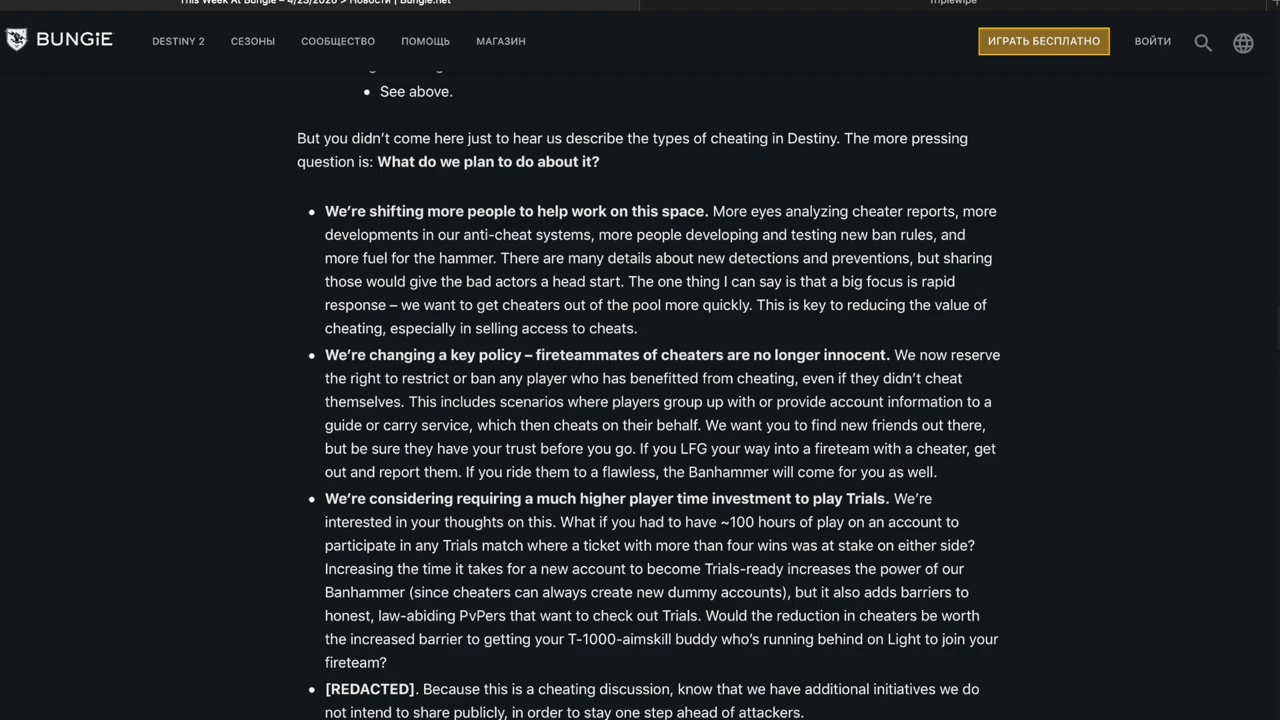 This Week At Bungie – 4/23/2020 > Новости | Bungie.net
Triplewipe
BUNGiE
DESTINY 2
СЕЗОНЫ
СООБЩЕСТВО
ПОМОЩЬ
МАГАЗИН
ИГРАТЬ БЕСПЛАТНО
ВОЙТИ
• See above.
But you didn’t come here just to hear us describe the types of cheating in Destiny. The more pressing
question is: What do we plan to do about it?
• We’re shifting more people to help work on this space. More eyes analyzing cheater reports, more
developments in our anti-cheat systems, more people developing and testing new ban rules, and
more fuel for the hammer. There are many details about new detections and preventions, but sharing
those would give the bad actors a head start. The one thing I can say is that a big focus is rapid
response – we want to get cheaters out of the pool more quickly. This is key to reducing the value of
cheating, especially in selling access to cheats.
• We’re changing a key policy – fireteammates of cheaters are no longer innocent. We now reserve
the right to restrict or ban any player who has benefitted from cheating, even if they didn’t cheat
themselves. This includes scenarios where players group up with or provide account information to a
guide or carry service, which then cheats on their behalf. We want you to find new friends out there,
but be sure they have your trust before you go. If you LFG your way into a fireteam with a cheater, get
out and report them. If you ride them to a flawless, the Banhammer will come for you as well.
• We’re considering requiring a much higher player time investment to play Trials. We’re
interested in your thoughts on this. What if you had to have ~100 hours of play on an account to
participate in any Trials match where a ticket with more than four wins was at stake on either side?
Increasing the time it takes for a new account to become Trials-ready increases the power of our
Banhammer (since cheaters can always create new dummy accounts), but it also adds barriers to
honest, law-abiding PvPers that want to check out Trials. Would the reduction in cheaters be worth
the increased barrier to getting your T-1000-aimskill buddy who’s running behind on Light to join your
fireteam?
• [REDACTED]. Because this is a cheating discussion, know that we have additional initiatives we do
not intend to share publicly, in order to stay one step ahead of attackers.